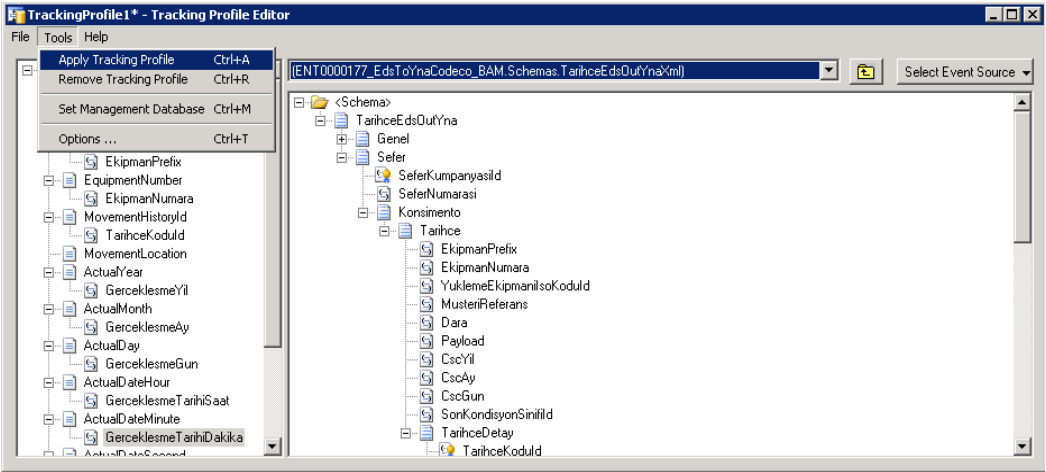 TrackingProfile1* - Tracking Profile Editor
File Tools Help
Apply Tracking Profile Ctrl+A
Remove Tracking Profile Ctrl+R
Set Management Database Ctrl+M
Options ... Ctrl+T
EkipmanPrefix
EquipmentNumber
EkipmanNumara
MovementHistoryId
TarihceKoduId
MovementLocation
ActualYear
GerceklesmeYil
ActualMonth
GerceklesmeAy
ActualDay
GerceklesmeGun
ActualDateHour
GerceklesmeTarihiSaat
ActualDateMinute
GerceklesmeTarihiDakika
ActualDateSecond
(ENT0000177_EdsToYnaCodeco_BAM.Schemas.TarihceEdsOutYnaXml)
Select Event Source
<Schema>
TarihceEdsOutYna
Genel
Sefer
SeferKumpanyasiId
SeferNumarasi
Konsimento
Tarihce
EkipmanPrefix
EkipmanNumara
YuklemeEkipmaniIsoKoduId
MusteriReferans
Dara
Payload
CscYil
CscAy
CscGun
SonKondisyonSinifiId
TarihceDetay
TarihceKoduId